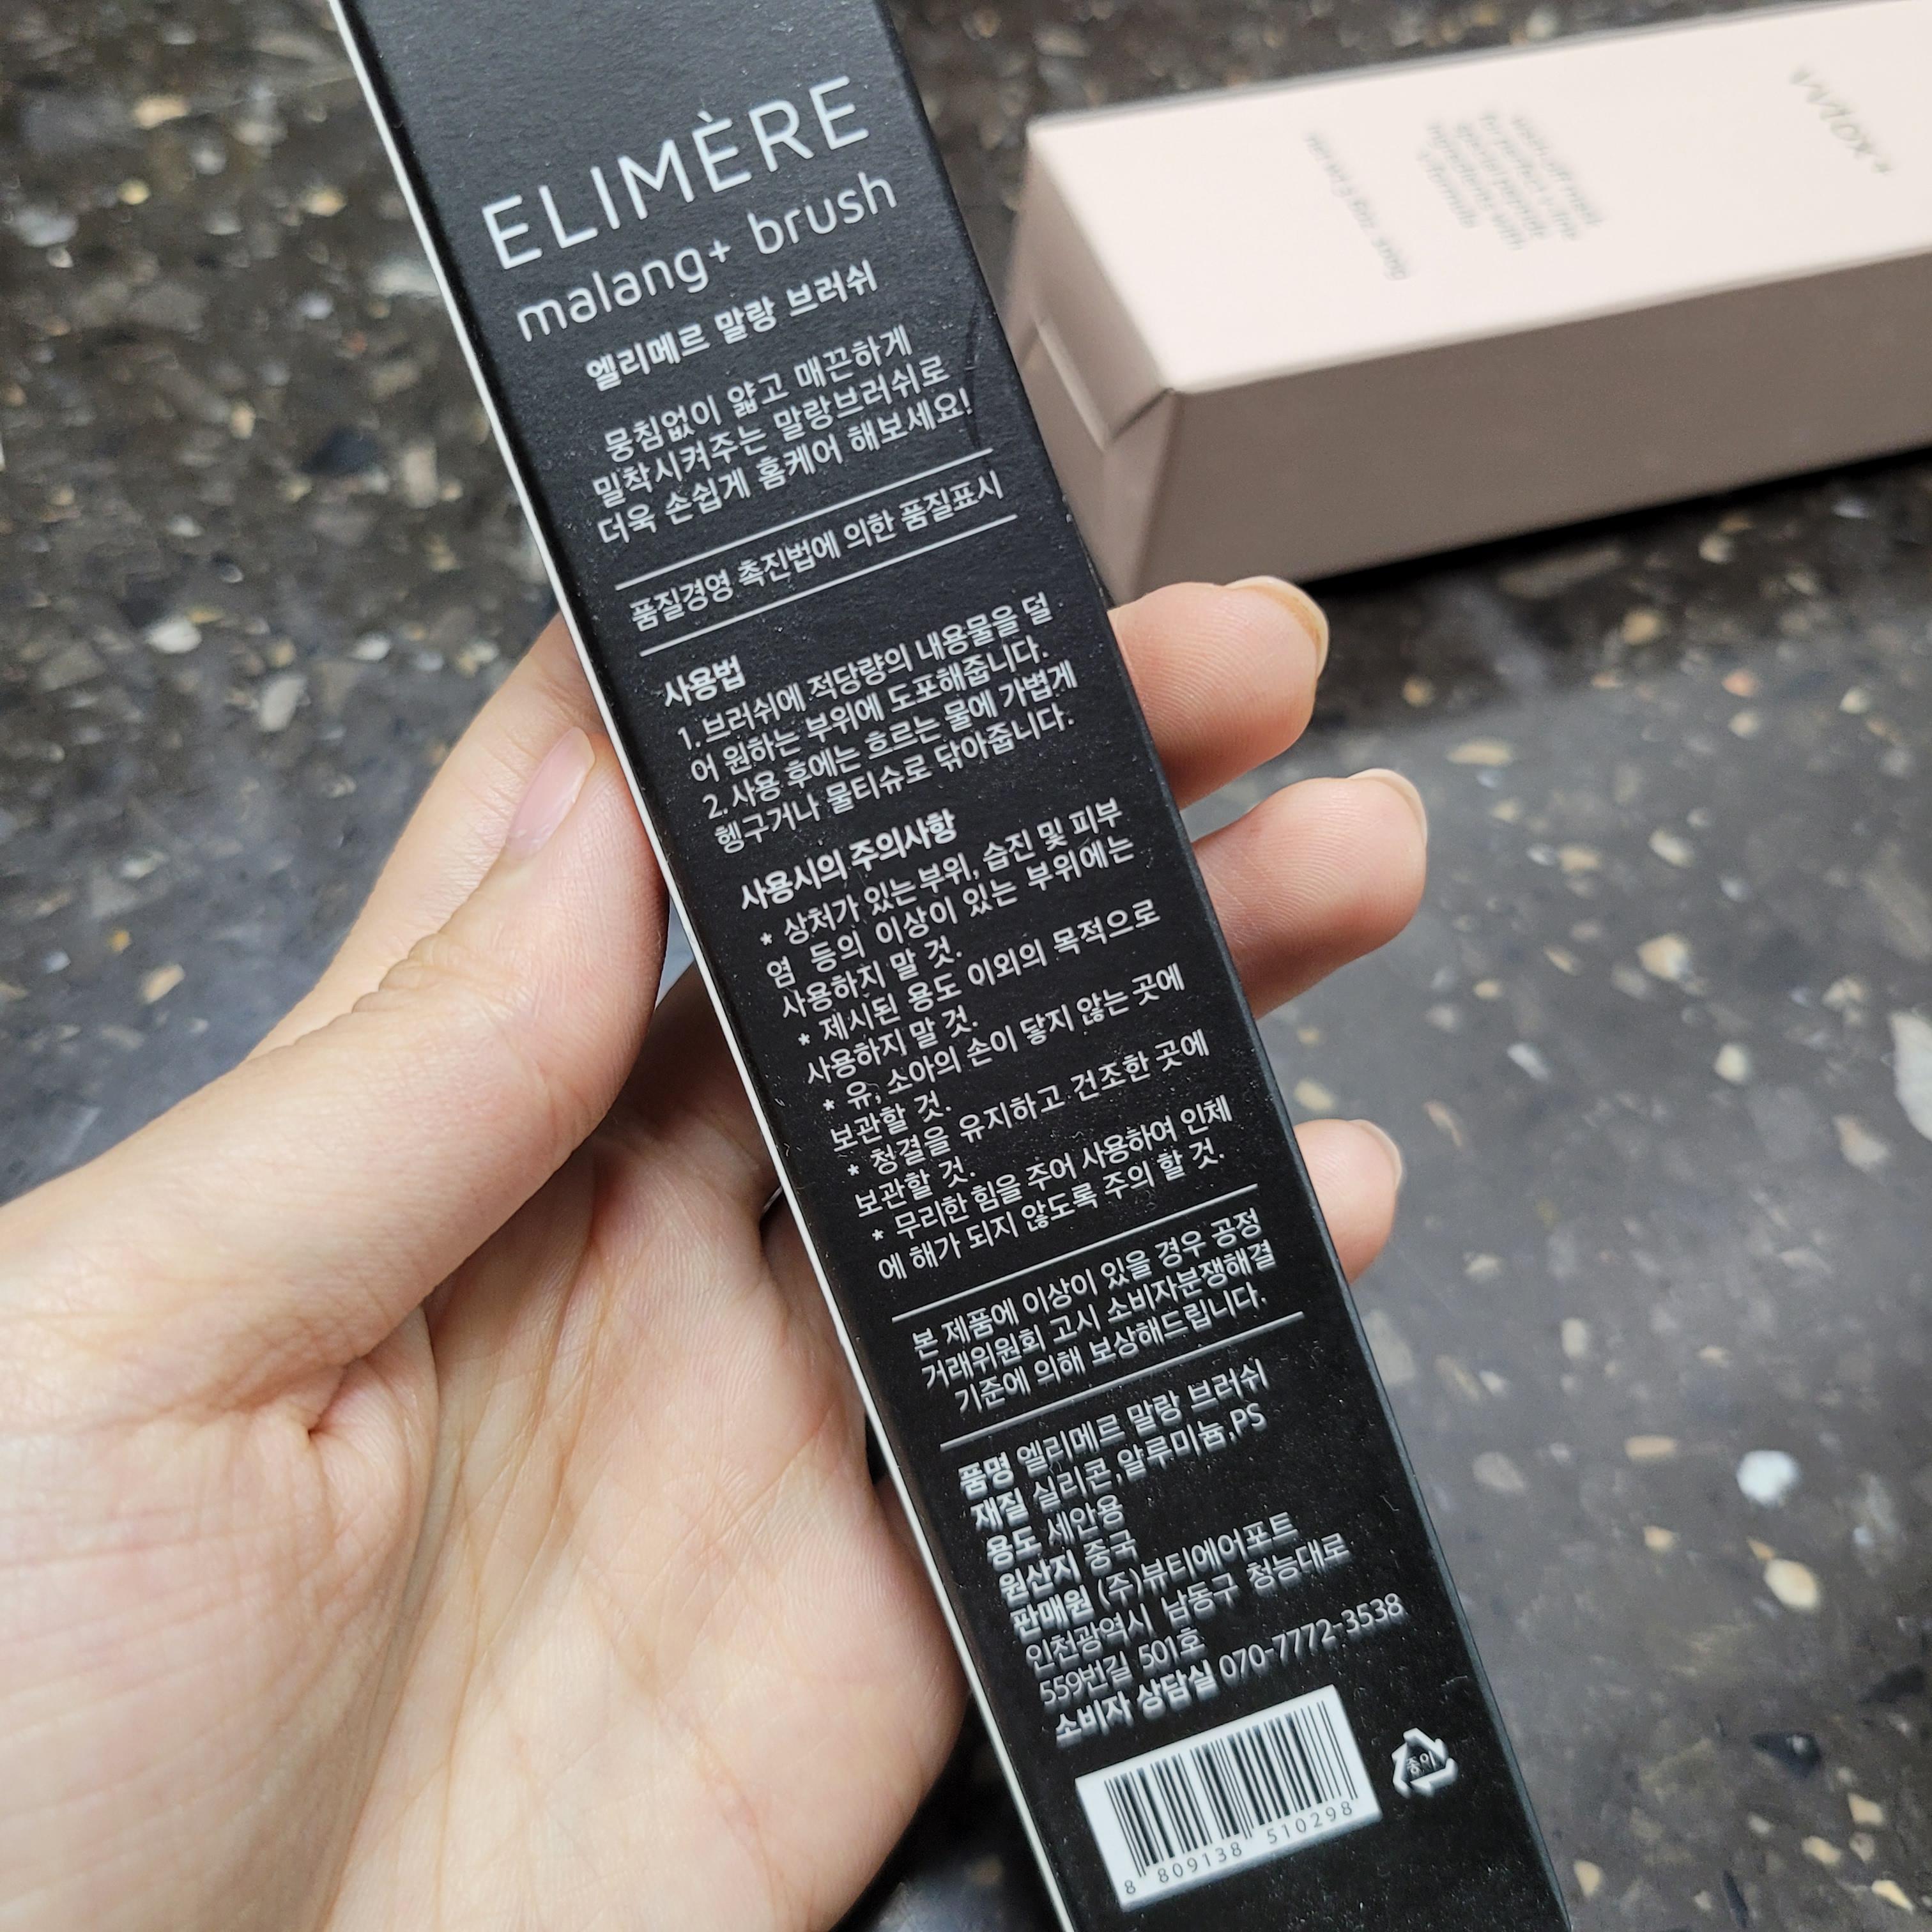 ELIMÈRE
malang+ brush
엘리메르 말랑 브러쉬
뭉침없이 얇고 매끈하게
밀착시켜주는 말랑브러쉬로
더욱 손쉽게 홈케어 해보세요!
품질경영 촉진법에 의한 품질표시
사용법
1. 브러쉬에 적당량의 내용물을 덜
어 원하는 부위에 도포해줍니다.
2. 사용 후에는 흐르는 물에 가볍게
헹구거나 물티슈로 닦아줍니다.
사용시의 주의사항
* 상처가 있는부위, 습진 및 피부
염 등의 이상이 있는 부위에는
사용하지 말 것.
* 제시된 용도 이외의 목적으로
사용하지 말 것.
* 유, 소아의 손이 닿지 않는 곳에
보관할 것.
* 청결을 유지하고 건조한 곳에
보관할 것.
* 무리한 힘을 주어 사용하여 인체
에 해가 되지 않도록 주의 할 것.
본 제품에 이상이 있을 경우 공정
거래위원회 고시 소비자분쟁해결
기준에 의해 보상해드립니다.
품명 엘리메르 말랑 브러쉬
재질 실리콘,알루미늄,PS
용도 세안용
원산지 중국
판매원 (주)뷰티에어포트
인천광역시 남동구 청능대로
559번길 501호
소비자 상담실 070-7772-3538
종이
8 809138 510298